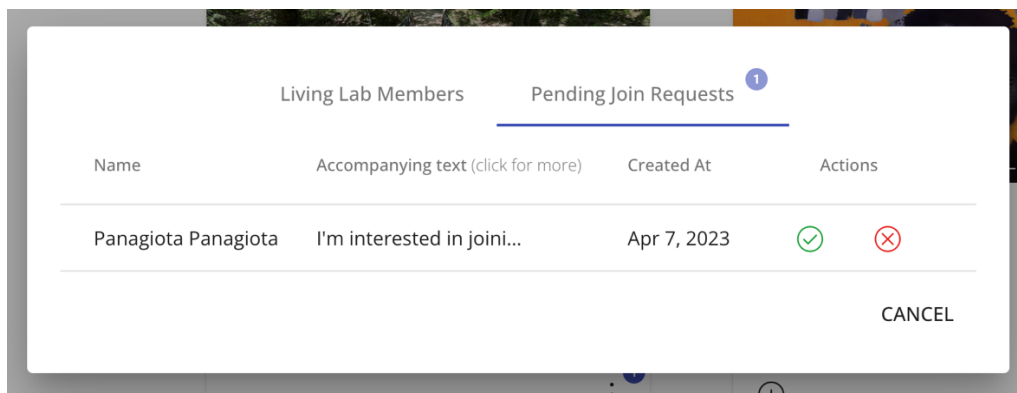 Living Lab Members Pending Join Requests 1
Name Accompanying text (click for more) Created At Actions
Panagiota Panagiota I'm interested in joini... Apr 7, 2023
CANCEL